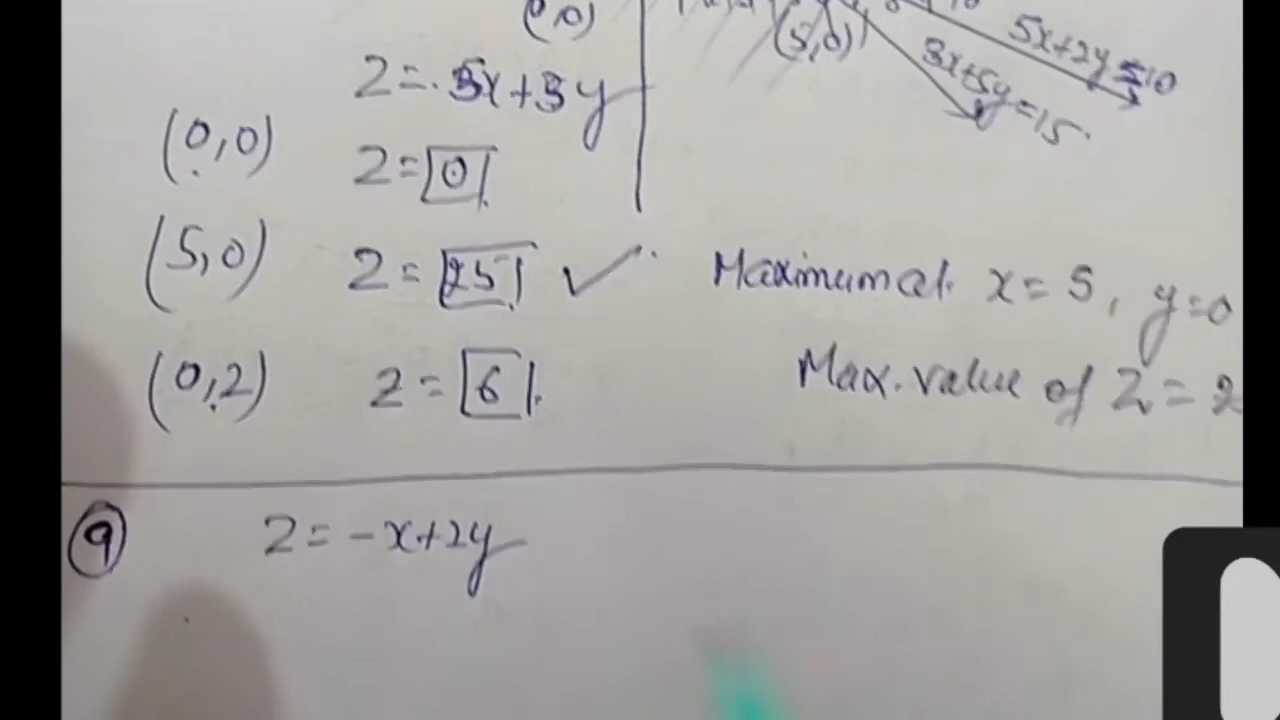 (0,0)
Z = 5x+3y
(5,0)
5x+2y≤10
3x+5y=15
(0,0) Z = 0
(5,0) Z = 25 ✓ Maximum at x = 5, y=0
(0,2) Z = 6 Max. value of Z = 2
9 Z = -x+2y